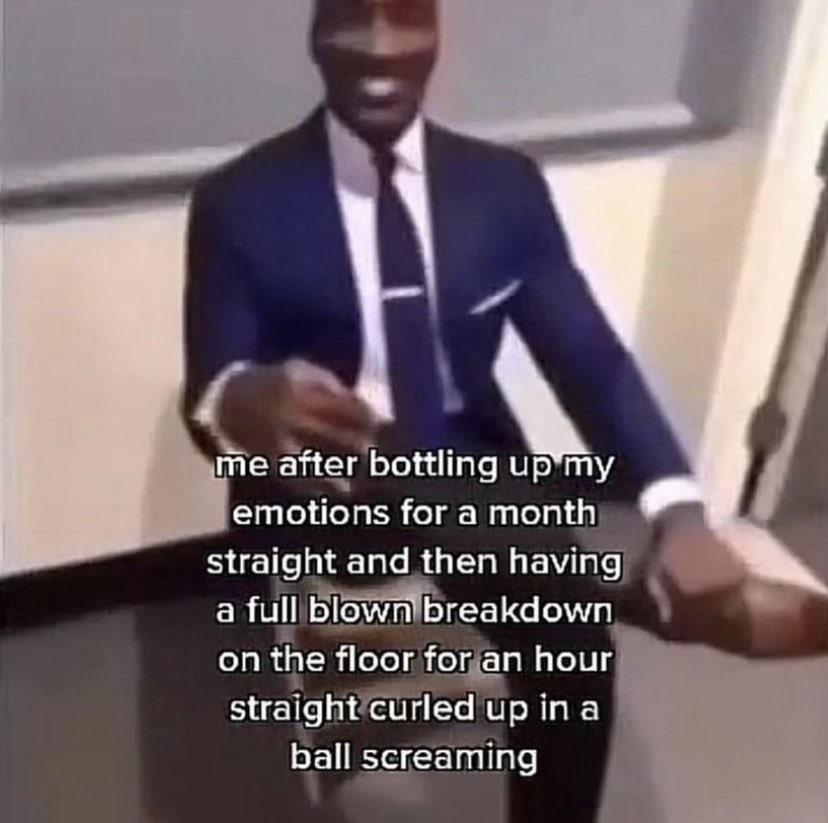 me after bottling up my
emotions for a month
straight and then having
a full blown breakdown
on the floor for an hour
straight curled up in a
ball screaming